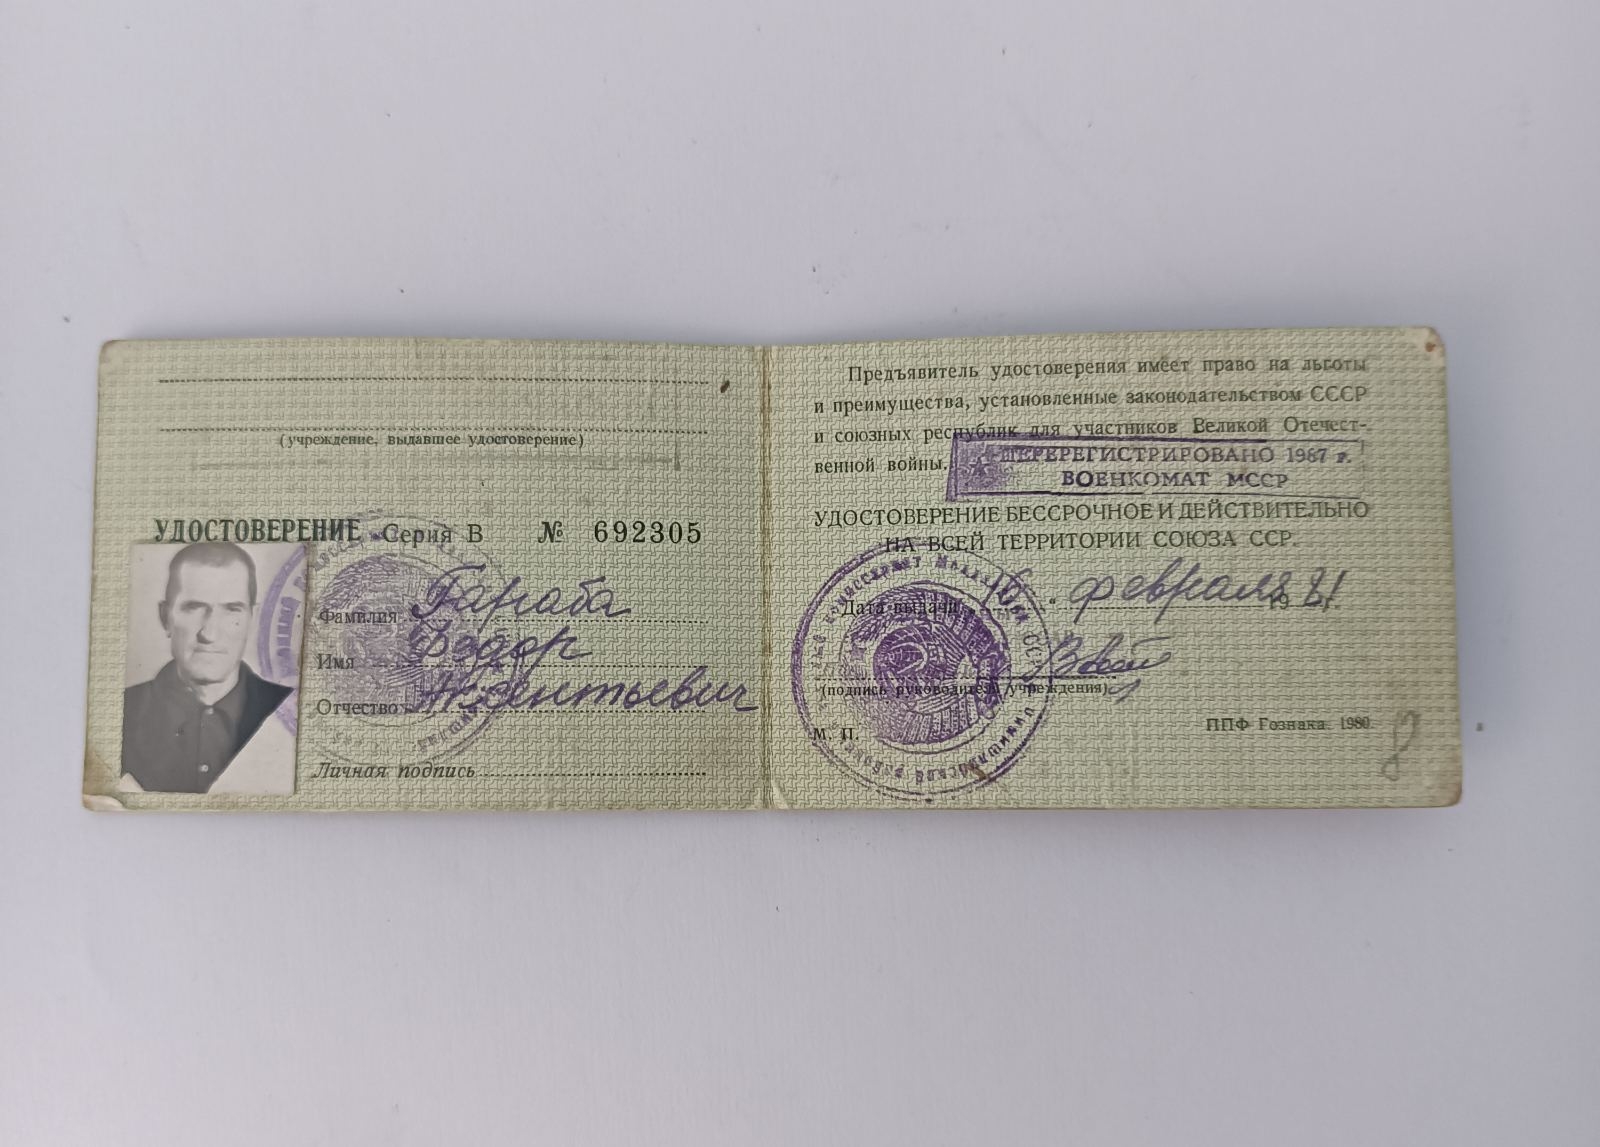 (учреждение, выдавшее удостоверение)
УДОСТОВЕРЕНИЕ Серия В № 692305
Фамилия Гараба
Имя Федор
Отчество
Личная подпись
Предъявитель удостоверения имеет право на льготы
и преимущества, установленные законодательством СССР
и союзных республик для участников Великой Отечест-
венной войны.
ПЕРЕРЕГИСТРИРОВАНО 1987 г.
ВОЕНКОМАТ МССР
УДОСТОВЕРЕНИЕ БЕССРОЧНОЕ И ДЕЙСТВИТЕЛЬНО
НА ВСЕЙ ТЕРРИТОРИИ СОЮЗА ССР.
Дата выдачи „ “ февраля 1981 г.
(подпись руководителя учреждения)
М. П.
ППФ Гознака. 1980.